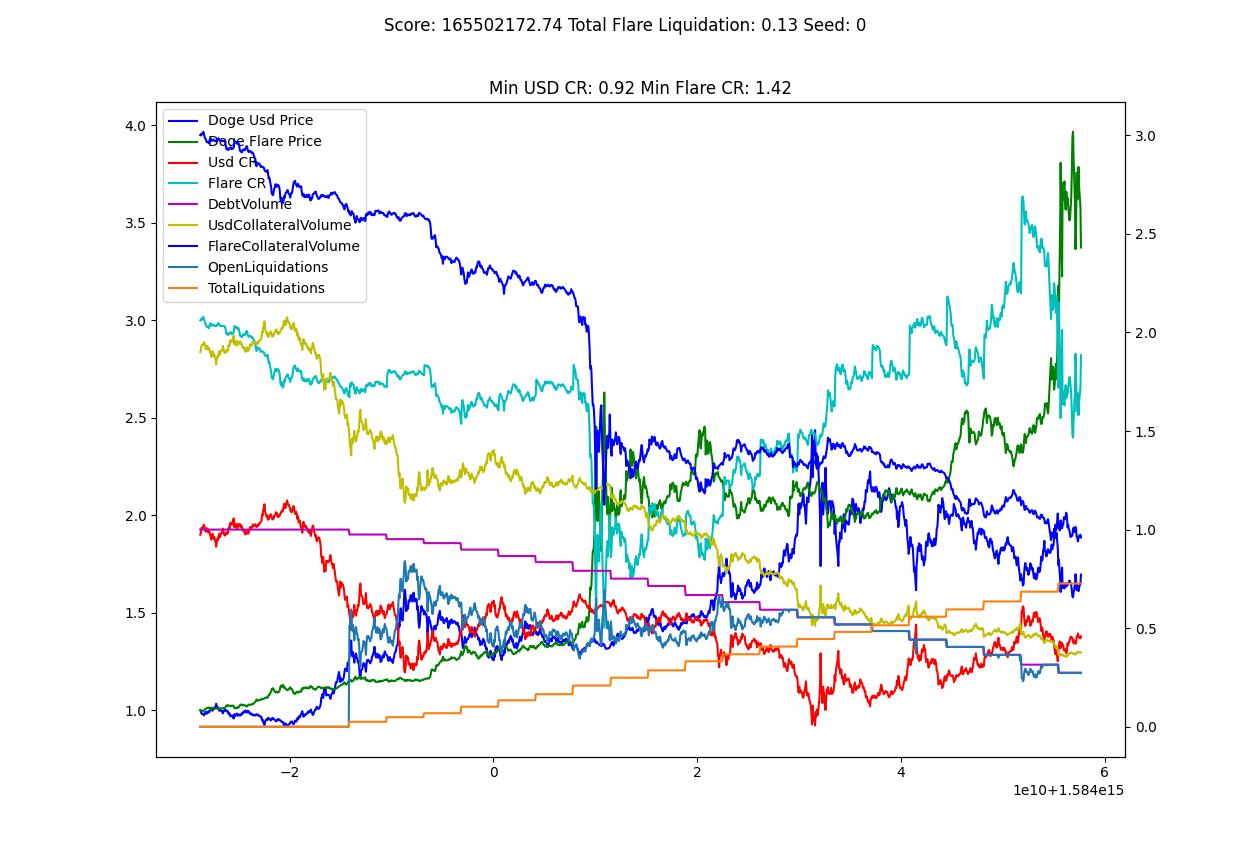 Score: 165502172.74 Total Flare Liquidation: 0.13 Seed: 0
Min USD CR: 0.92 Min Flare CR: 1.42
Doge Usd Price
Doge Flare Price
Usd CR
Flare CR
DebtVolume
UsdCollateralVolume
FlareCollateralVolume
OpenLiquidations
TotalLiquidations
4.0
3.5
3.0
2.5
2.0
1.5
1.0
3.0
2.5
2.0
1.5
1.0
0.5
0.0
−2
0
2
4
6
1e10+1.584e15